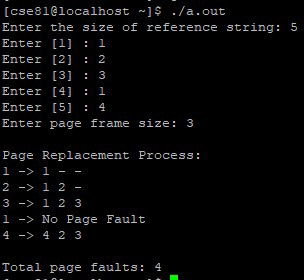 [cse81@localhost ~]$ ./a.out
Enter the size of reference string: 5
Enter [1] : 1
Enter [2] : 2
Enter [3] : 3
Enter [4] : 1
Enter [5] : 4
Enter page frame size: 3
Page Replacement Process:
1 -> 1 - -
2 -> 1 2 -
3 -> 1 2 3
1 -> No Page Fault
4 -> 4 2 3
Total page faults: 4